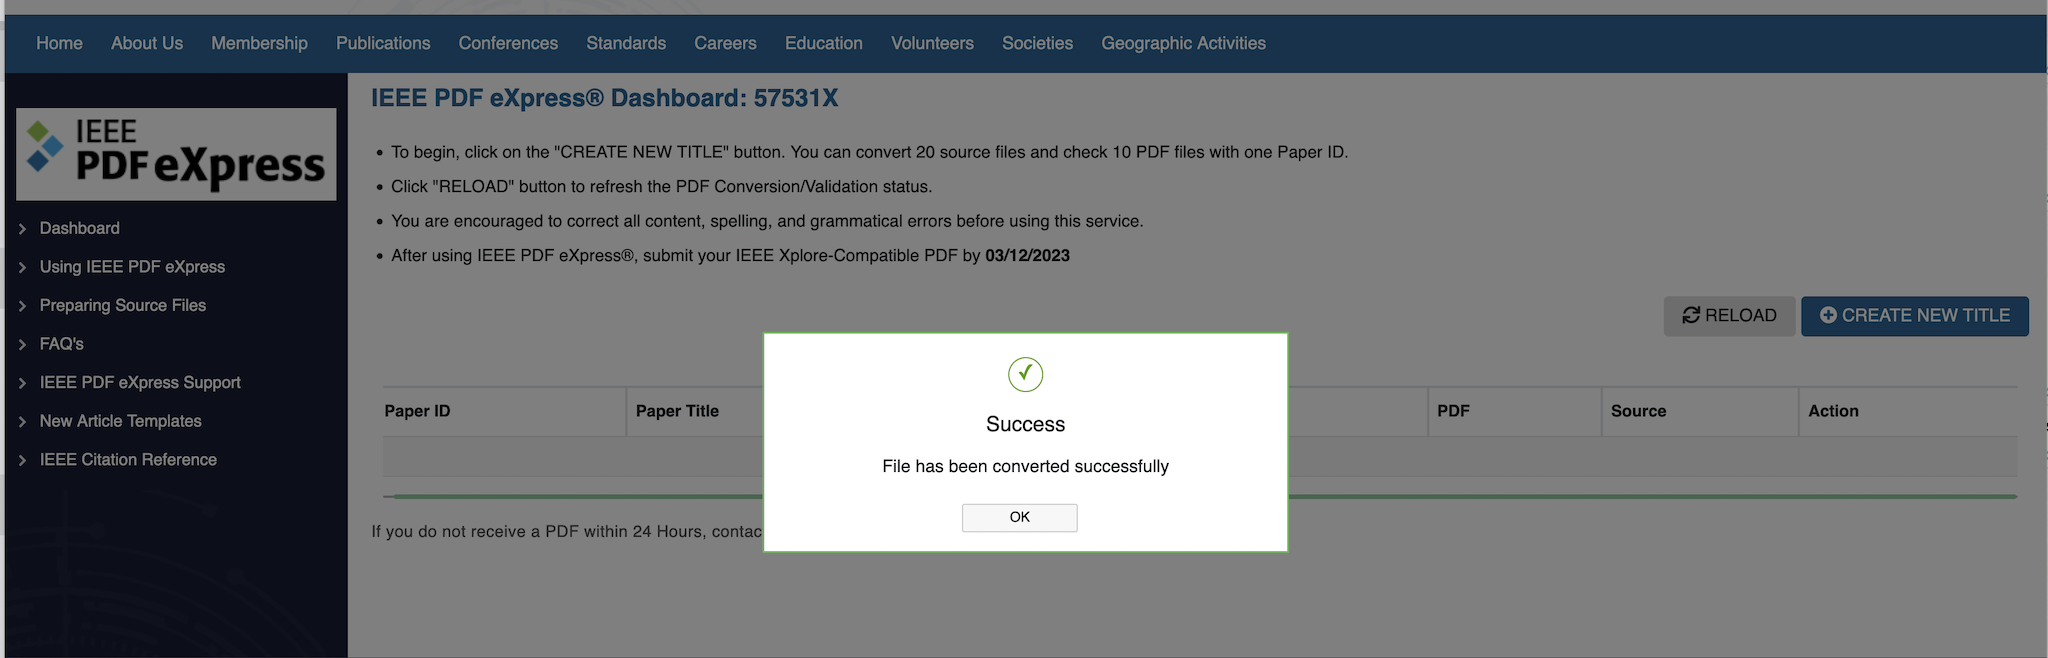 Home About Us Membership Publications Conferences Standards Careers Education Volunteers Societies Geographic Activities
IEEE
PDF eXpress
Dashboard
Using IEEE PDF eXpress
Preparing Source Files
FAQ's
IEEE PDF eXpress Support
New Article Templates
IEEE Citation Reference
IEEE PDF eXpress® Dashboard: 57531X
• To begin, click on the "CREATE NEW TITLE" button. You can convert 20 source files and check 10 PDF files with one Paper ID.
• Click "RELOAD" button to refresh the PDF Conversion/Validation status.
• You are encouraged to correct all content, spelling, and grammatical errors before using this service.
• After using IEEE PDF eXpress®, submit your IEEE Xplore-Compatible PDF by 03/12/2023
RELOAD CREATE NEW TITLE
Paper ID Paper Title PDF Source Action
If you do not receive a PDF within 24 Hours, contac
Success
File has been converted successfully
OK